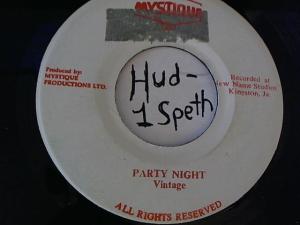 MYSTIQUE
Produced by:
MYSTIQUE
PRODUCTIONS LTD.
Hud-
1 Speth
Recorded at
New Name Studios
Kingston, Ja
PARTY NIGHT
Vintage
ALL RIGHTS RESERVED